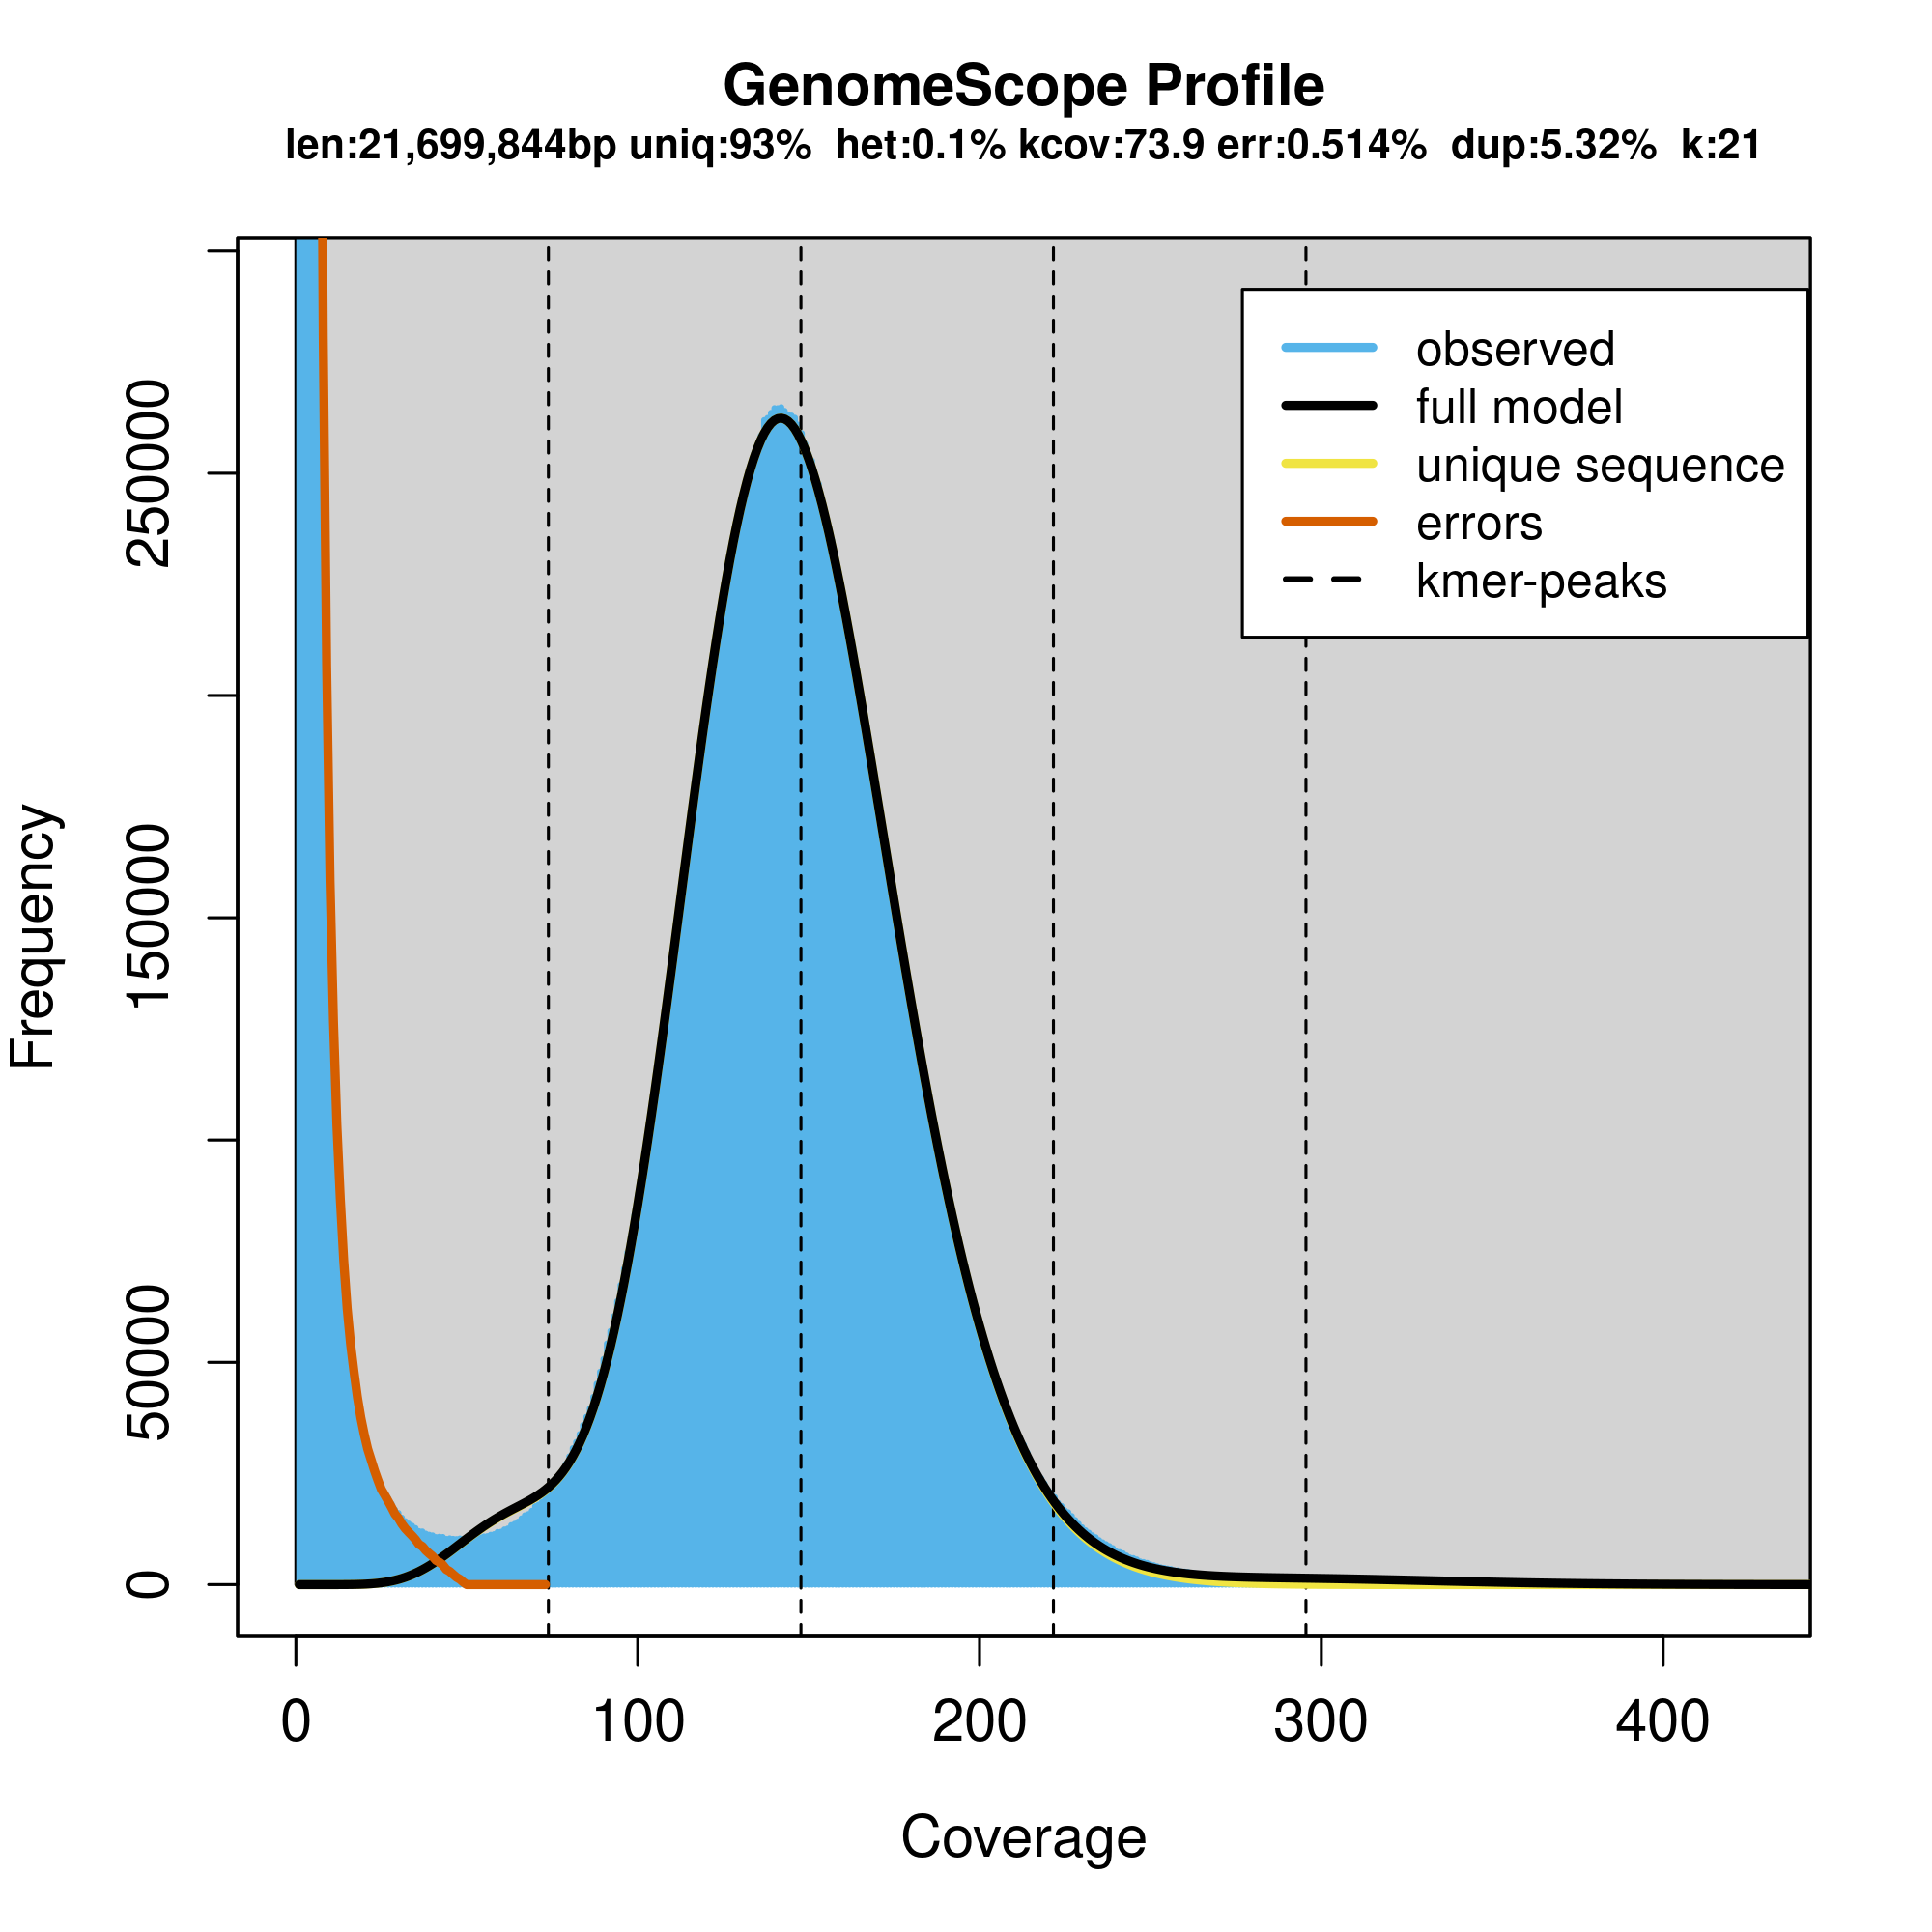 GenomeScope Profile
len:21,699,844bp uniq:93% het:0.1% kcov:73.9 err:0.514% dup:5.32% k:21
observed
full model
unique sequence
errors
kmer-peaks
Frequency
250000
150000
50000
0
0 100 200 300 400
Coverage